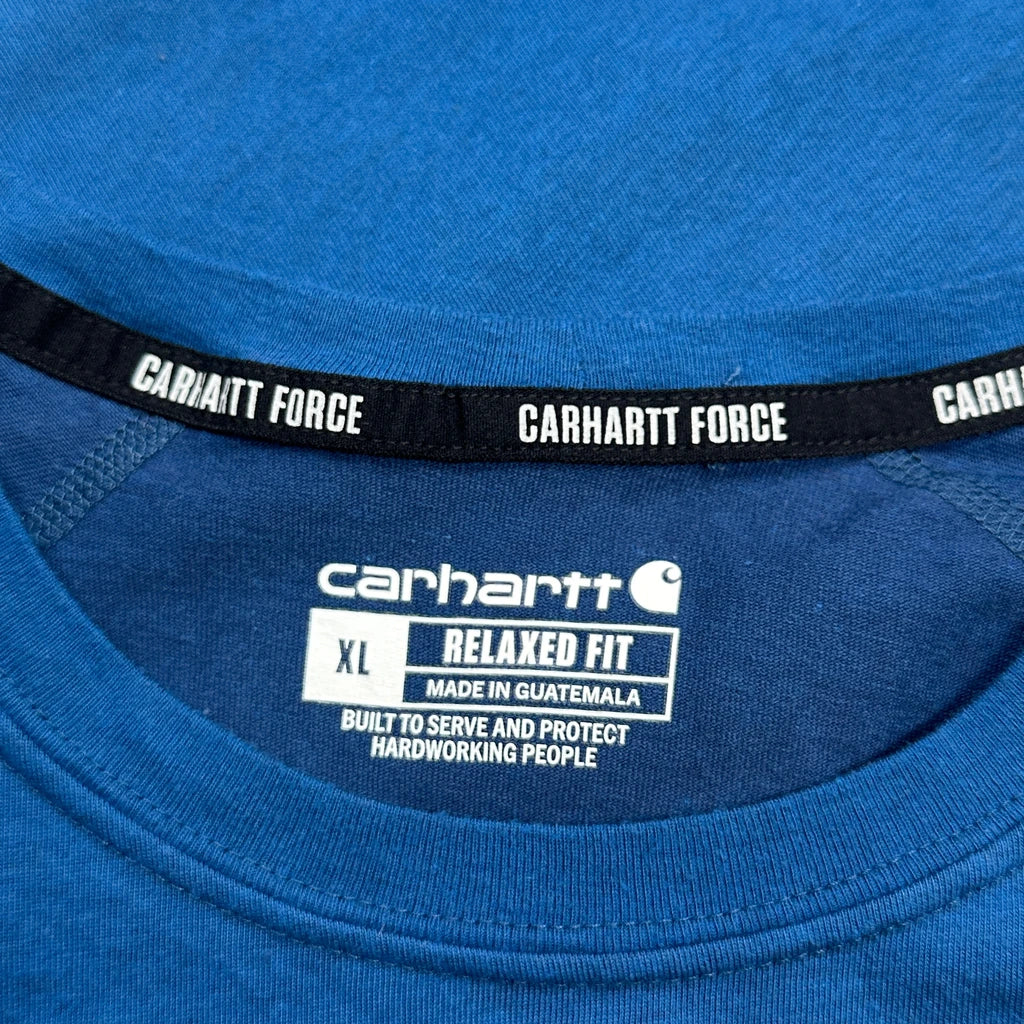 CARHARTT FORCE CARHARTT FORCE CARH
carhartt
XL RELAXED FIT
MADE IN GUATEMALA
BUILT TO SERVE AND PROTECT
HARDWORKING PEOPLE